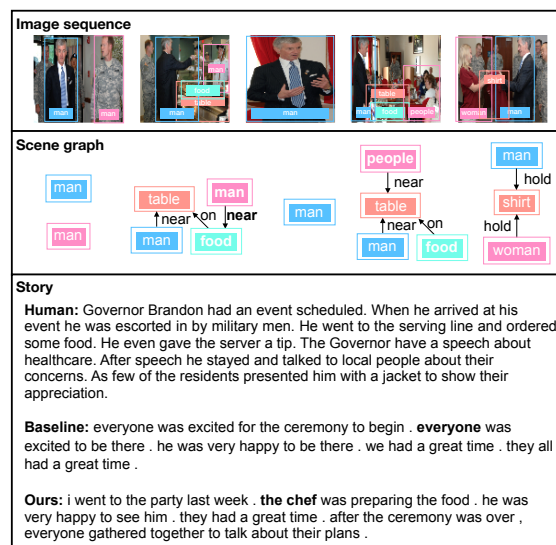 Image sequence
man
man
man
food
table
man
man
table
man
food
people
shirt
woman
man
Scene graph
man
man
table
man
near
on
near
man
food
man
people
near
table
near
on
man
food
man
hold
shirt
hold
woman
Story
Human: Governor Brandon had an event scheduled. When he arrived at his
event he was escorted in by military men. He went to the serving line and ordered
some food. He even gave the server a tip. The Governor have a speech about
healthcare. After speech he stayed and talked to local people about their
concerns. As few of the residents presented him with a jacket to show their
appreciation.
Baseline: everyone was excited for the ceremony to begin . everyone was
excited to be there . he was very happy to be there . we had a great time . they all
had a great time .
Ours: i went to the party last week . the chef was preparing the food . he was
very happy to see him . they had a great time . after the ceremony was over ,
everyone gathered together to talk about their plans .